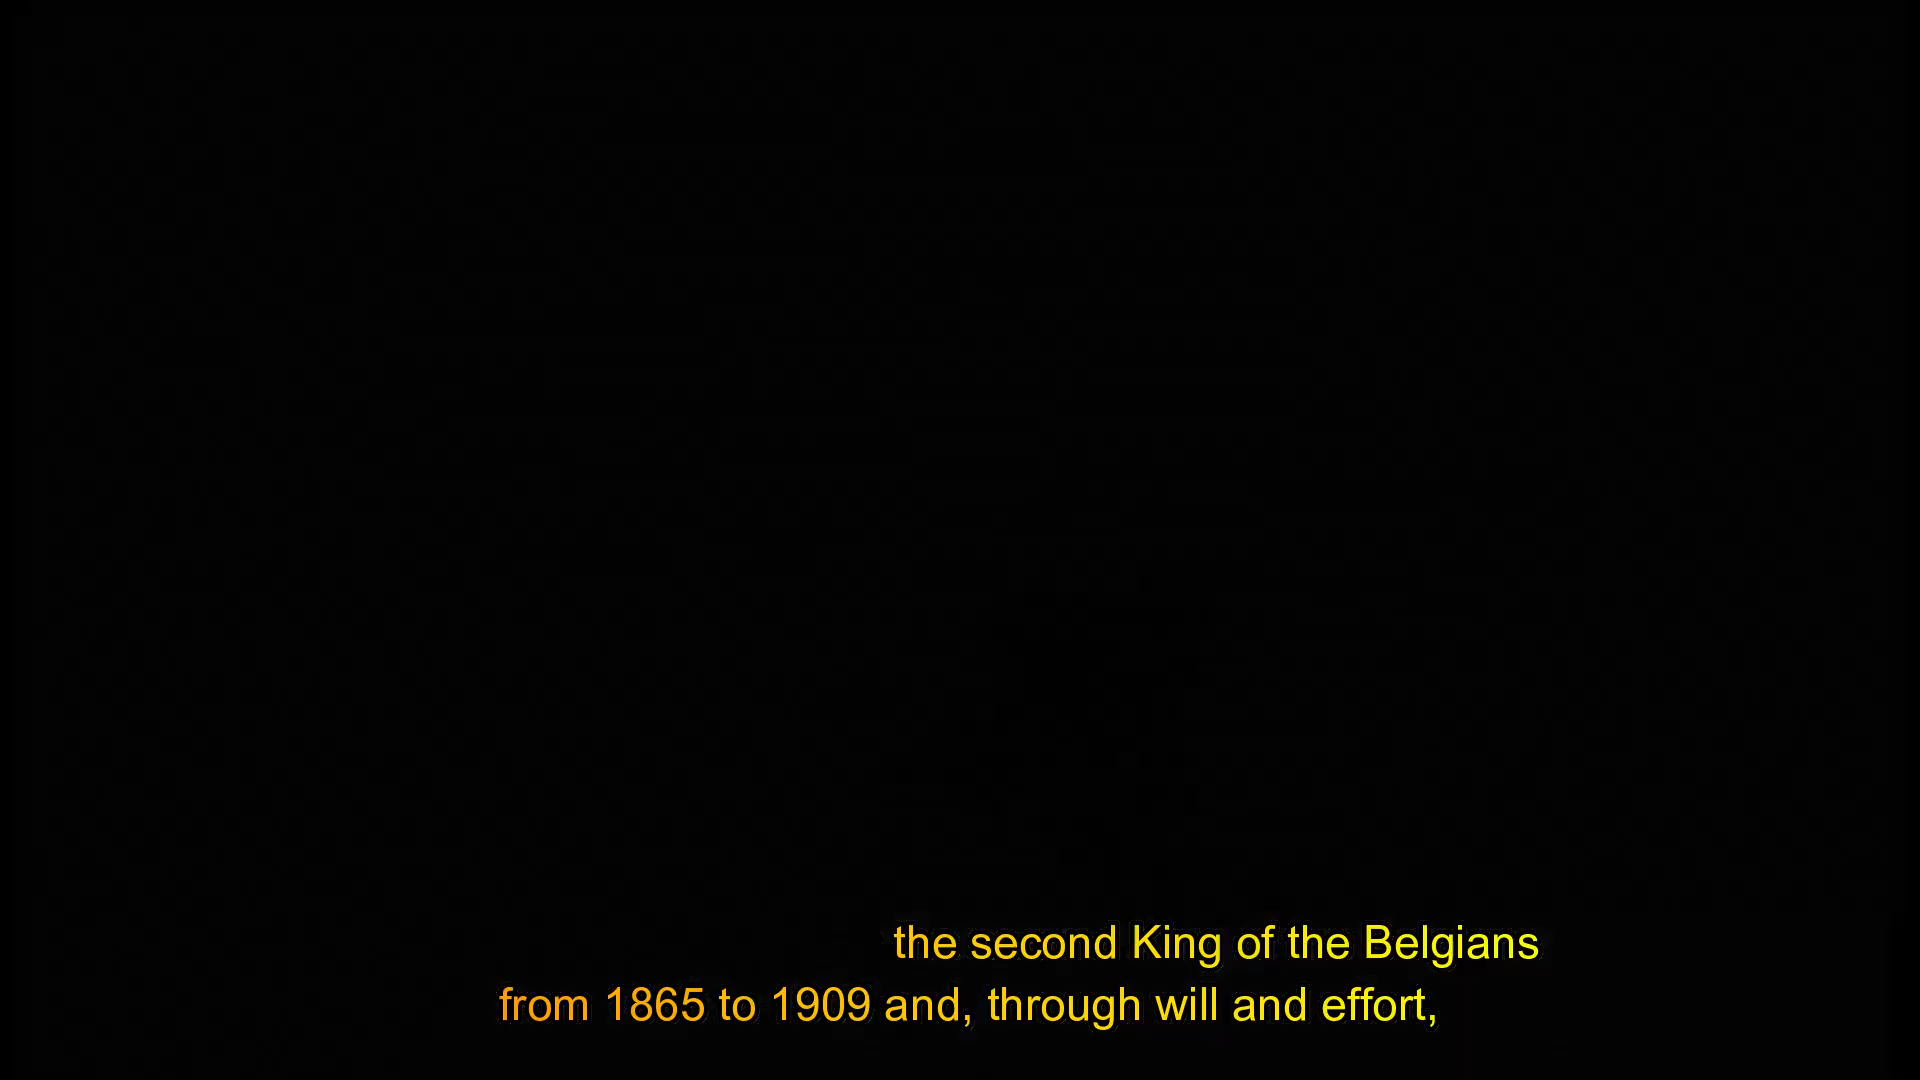 the second King of the Belgians
from 1865 to 1909 and, through will and effort,